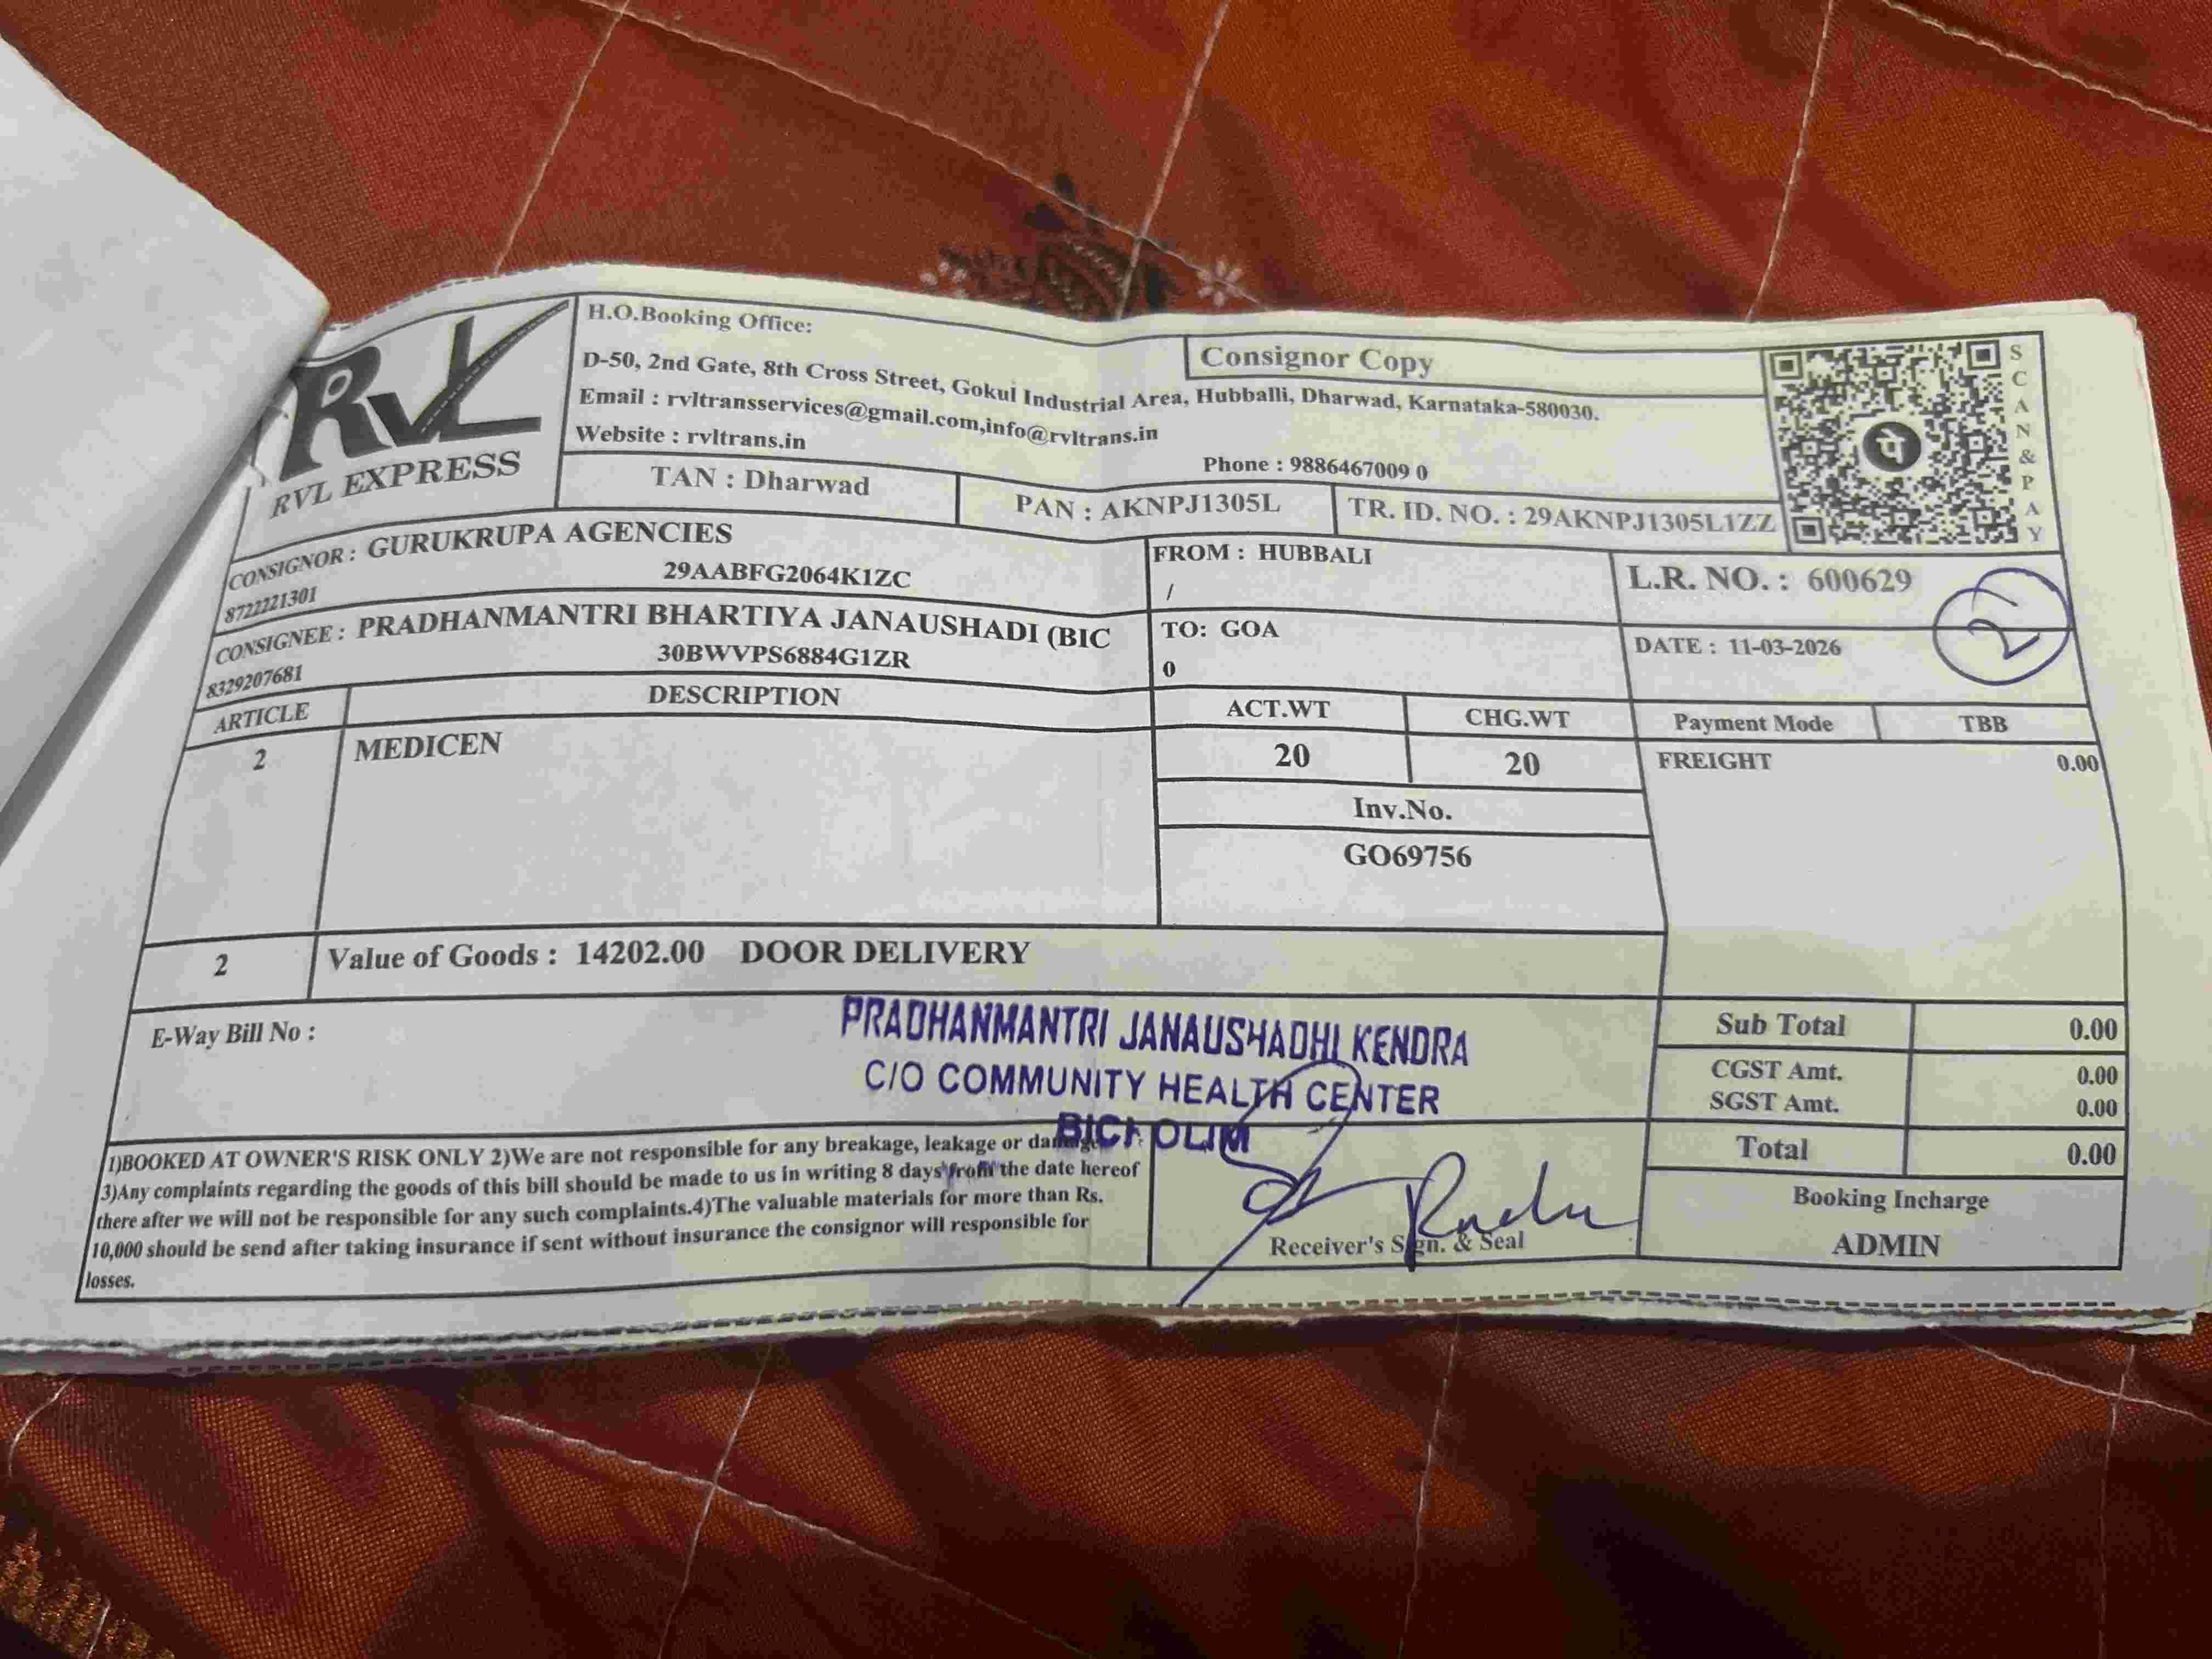 RVL
RVL EXPRESS
H.O.Booking Office:
Consignor Copy
D-50, 2nd Gate, 8th Cross Street, Gokul Industrial Area, Hubballi, Dharwad, Karnataka-580030.
Email : rvltransservices@gmail.com,info@rvltrans.in
Website : rvltrans.in
Phone : 9886467009 0
SCAN&PAY
पे
TAN : Dharwad
PAN : AKNPJ1305L
TR. ID. NO. : 29AKNPJ1305L1ZZ
CONSIGNOR : GURUKRUPA AGENCIES
29AABFG2064K1ZC
8722221301
FROM : HUBBALI
/
L.R. NO. : 600629
2
CONSIGNEE : PRADHANMANTRI BHARTIYA JANAUSHADI (BIC
30BWVPS6884G1ZR
8329207681
TO: GOA
0
DATE : 11-03-2026
ARTICLE
DESCRIPTION
ACT.WT
CHG.WT
Payment Mode
TBB
2
MEDICEN
20
20
FREIGHT
0.00
Inv.No.
GO69756
2
Value of Goods : 14202.00 DOOR DELIVERY
E-Way Bill No :
PRADHANMANTRI JANAUSHADHI KENDRA
C/O COMMUNITY HEALTH CENTER
BICHOLIM
Sub Total
0.00
CGST Amt.
0.00
SGST Amt.
0.00
Total
0.00
1)BOOKED AT OWNER'S RISK ONLY 2)We are not responsible for any breakage, leakage or damage
3)Any complaints regarding the goods of this bill should be made to us in writing 8 days from the date hereof
there after we will not be responsible for any such complaints.4)The valuable materials for more than Rs.
10,000 should be send after taking insurance if sent without insurance the consignor will responsible for
losses.
Receiver's Sign. & Seal
Booking Incharge
ADMIN